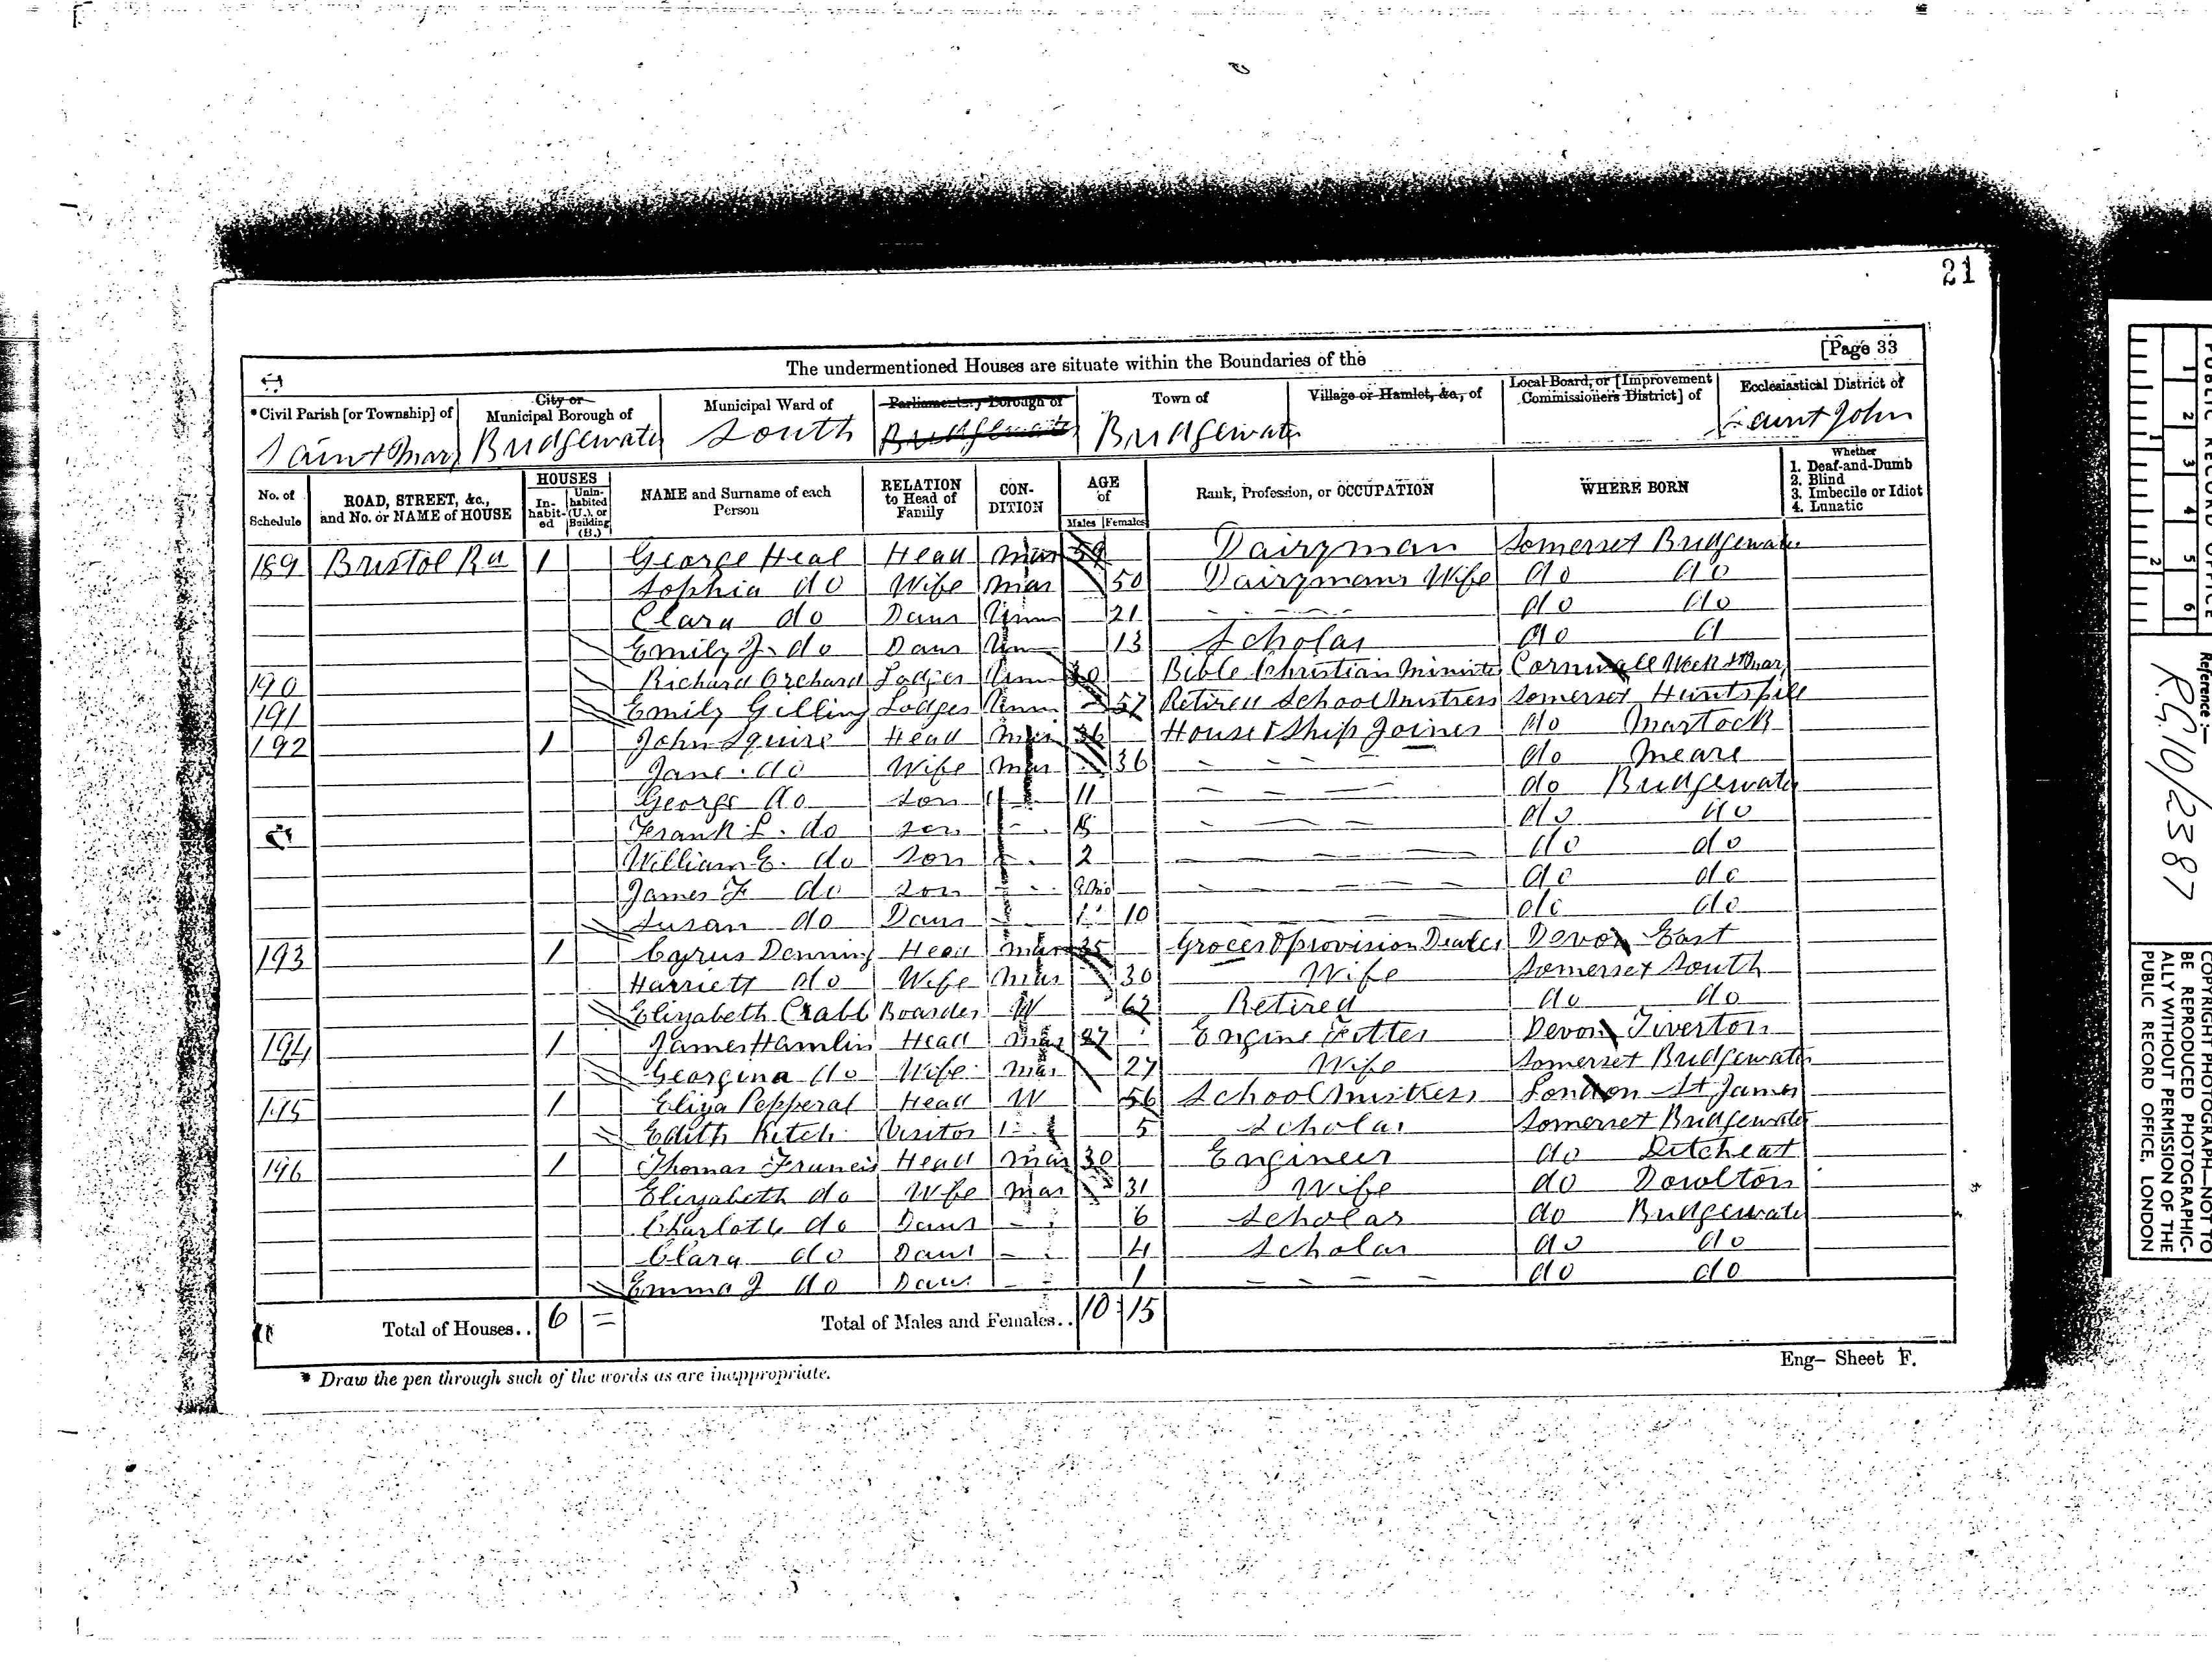 21
[Page 33
The undermentioned Houses are situate within the Boundaries of the
*Civil Parish [or Township] of
City or Municipal Borough of
Municipal Ward of
Parliamentary Borough of
Town of
Village or Hamlet, &c., of
Local Board, or [Improvement Commissioners District] of
Ecclesiastical District of
Saint Mary Bridgewater South Bridgewater Bridgewater Saint John
No. of Schedule
ROAD, STREET, &c., and No. or NAME of HOUSE
HOUSES
In-habit-ed
Unin-habited (U.), or Building (B.)
NAME and Surname of each Person
RELATION to Head of Family
CON-DITION
AGE of
Males Females
Rank, Profession, or OCCUPATION
WHERE BORN
Whether
1. Deaf-and-Dumb
2. Blind
3. Imbecile or Idiot
4. Lunatic
189 Bristol Rd 1 George Heal Head Mar 59 Dairyman Somerset Bridgewater
Sophia do Wife Mar 50 Dairymans Wife do do
Clara do Daur Unm 21 do do
Emily J. do Daur Un 13 Scholar do d
190 Richard Orchard Lodger Unm 30 Bible Christian Minister Cornwall Week St Mary
191 Emily Gilling Lodger Unm 57 Retired School Mistress Somerset Huntspill
192 1 John Squire Head Mar 36 House & Ship Joiner do Martock
Jane do Wife Mar 36 do Meare
George do Son 11 do Bridgewater
Frank L. do Son do do
William E. do Son 2 do do
James F do Son do do
Susan do Daur 10 do do
193 1 Cyrus Denning Head Mar 35 Grocer & Provision Dealer Devon East
Harriett do Wife Mar 30 Wife Somerset South
Elizabeth Crabb Boarder W 62 Retired do do
194 1 James Hamlin Head Mar 27 Engine Fitter Devon Tiverton
Georgina do Wife Mar 27 Wife Somerset Bridgewater
195 1 Eliza Pepperal Head W 56 School Mistress London St James
Edith Kitch Visitor 5 Scholar Somerset Bridgewater
196 1 Thomas Francis Head Mar 30 Engineer do Ditcheat
Elizabeth do Wife Mar 31 Wife do Dowlton
Charlotte do Daur 6 Scholar do Bridgewater
Clara do Daur 4 Scholar do do
Emma J do Daur 1 do do
Total of Houses.. 6 = Total of Males and Females.. 10 15
* Draw the pen through such of the words as are inappropriate.
Eng- Sheet F.
PUBLIC RECORD OFFICE
1 2 3 4 5 6
1 2
Reference:-
R.G. 10/2387
COPYRIGHT PHOTOGRAPH—NOT TO
BE REPRODUCED PHOTOGRAPHIC-
ALLY WITHOUT PERMISSION OF THE
PUBLIC RECORD OFFICE, LONDON